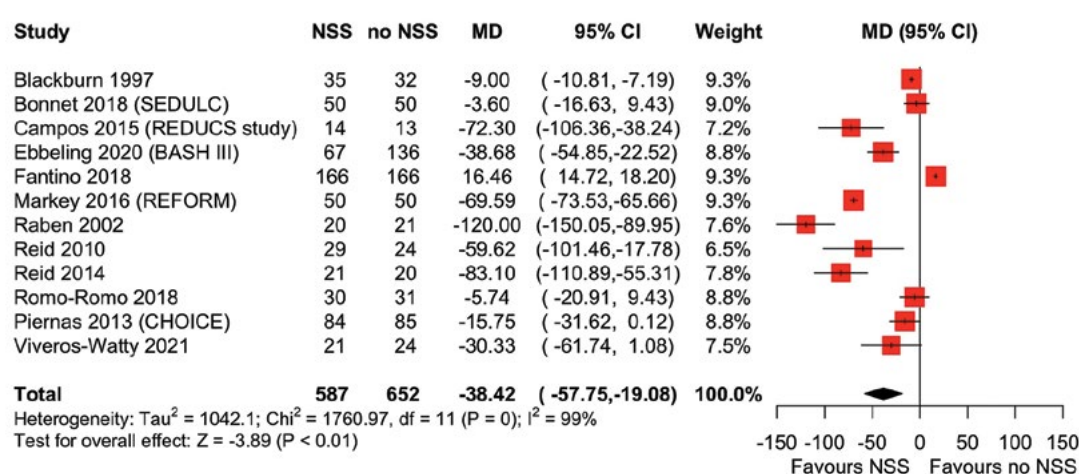 Study NSS no NSS MD 95% CI Weight MD (95% CI)
Blackburn 1997 35 32 -9.00 ( -10.81, -7.19) 9.3%
Bonnet 2018 (SEDULC) 50 50 -3.60 ( -16.63, 9.43) 9.0%
Campos 2015 (REDUCS study) 14 13 -72.30 (-106.36,-38.24) 7.2%
Ebbeling 2020 (BASH III) 67 136 -38.68 ( -54.85,-22.52) 8.8%
Fantino 2018 166 166 16.46 ( 14.72, 18.20) 9.3%
Markey 2016 (REFORM) 50 50 -69.59 ( -73.53,-65.66) 9.3%
Raben 2002 20 21 -120.00 (-150.05,-89.95) 7.6%
Reid 2010 29 24 -59.62 (-101.46,-17.78) 6.5%
Reid 2014 21 20 -83.10 (-110.89,-55.31) 7.8%
Romo-Romo 2018 30 31 -5.74 ( -20.91, 9.43) 8.8%
Piernas 2013 (CHOICE) 84 85 -15.75 ( -31.62, 0.12) 8.8%
Viveros-Watty 2021 21 24 -30.33 ( -61.74, 1.08) 7.5%
Total 587 652 -38.42 ( -57.75,-19.08) 100.0%
Heterogeneity: Tau² = 1042.1; Chi² = 1760.97, df = 11 (P = 0); I² = 99%
Test for overall effect: Z = -3.89 (P < 0.01)
-150 -100 -50 0 50 100 150
Favours NSS Favours no NSS